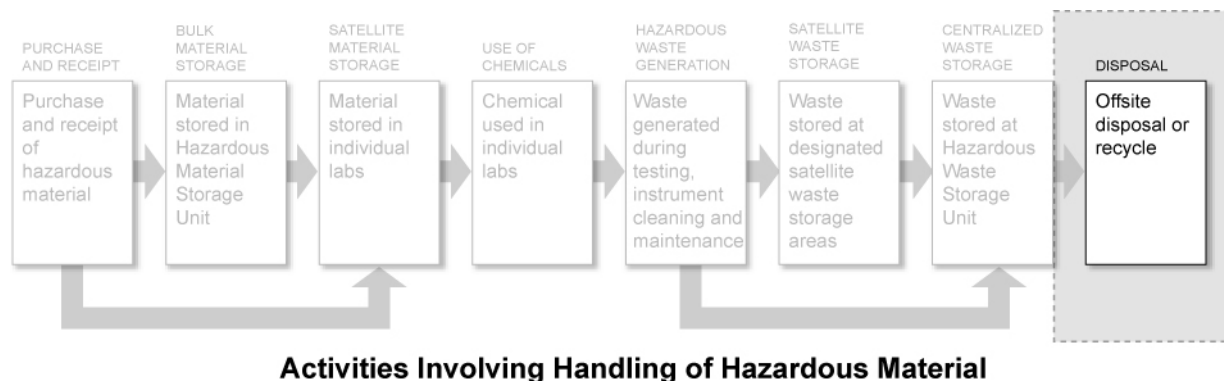 PURCHASE
AND RECEIPT
Purchase
and receipt
of
hazardous
material
BULK
MATERIAL
STORAGE
Material
stored in
Hazardous
Material
Storage
Unit
SATELLITE
MATERIAL
STORAGE
Material
stored in
individual
labs
USE OF
CHEMICALS
Chemical
used in
individual
labs
HAZARDOUS
WASTE
GENERATION
Waste
generated
during
testing,
instrument
cleaning and
maintenance
SATELLITE
WASTE
STORAGE
Waste
stored at
designated
satellite
waste
storage
areas
CENTRALIZED
WASTE
STORAGE
Waste
stored at
Hazardous
Waste
Storage
Unit
DISPOSAL
Offsite
disposal or
recycle
Activities Involving Handling of Hazardous Material